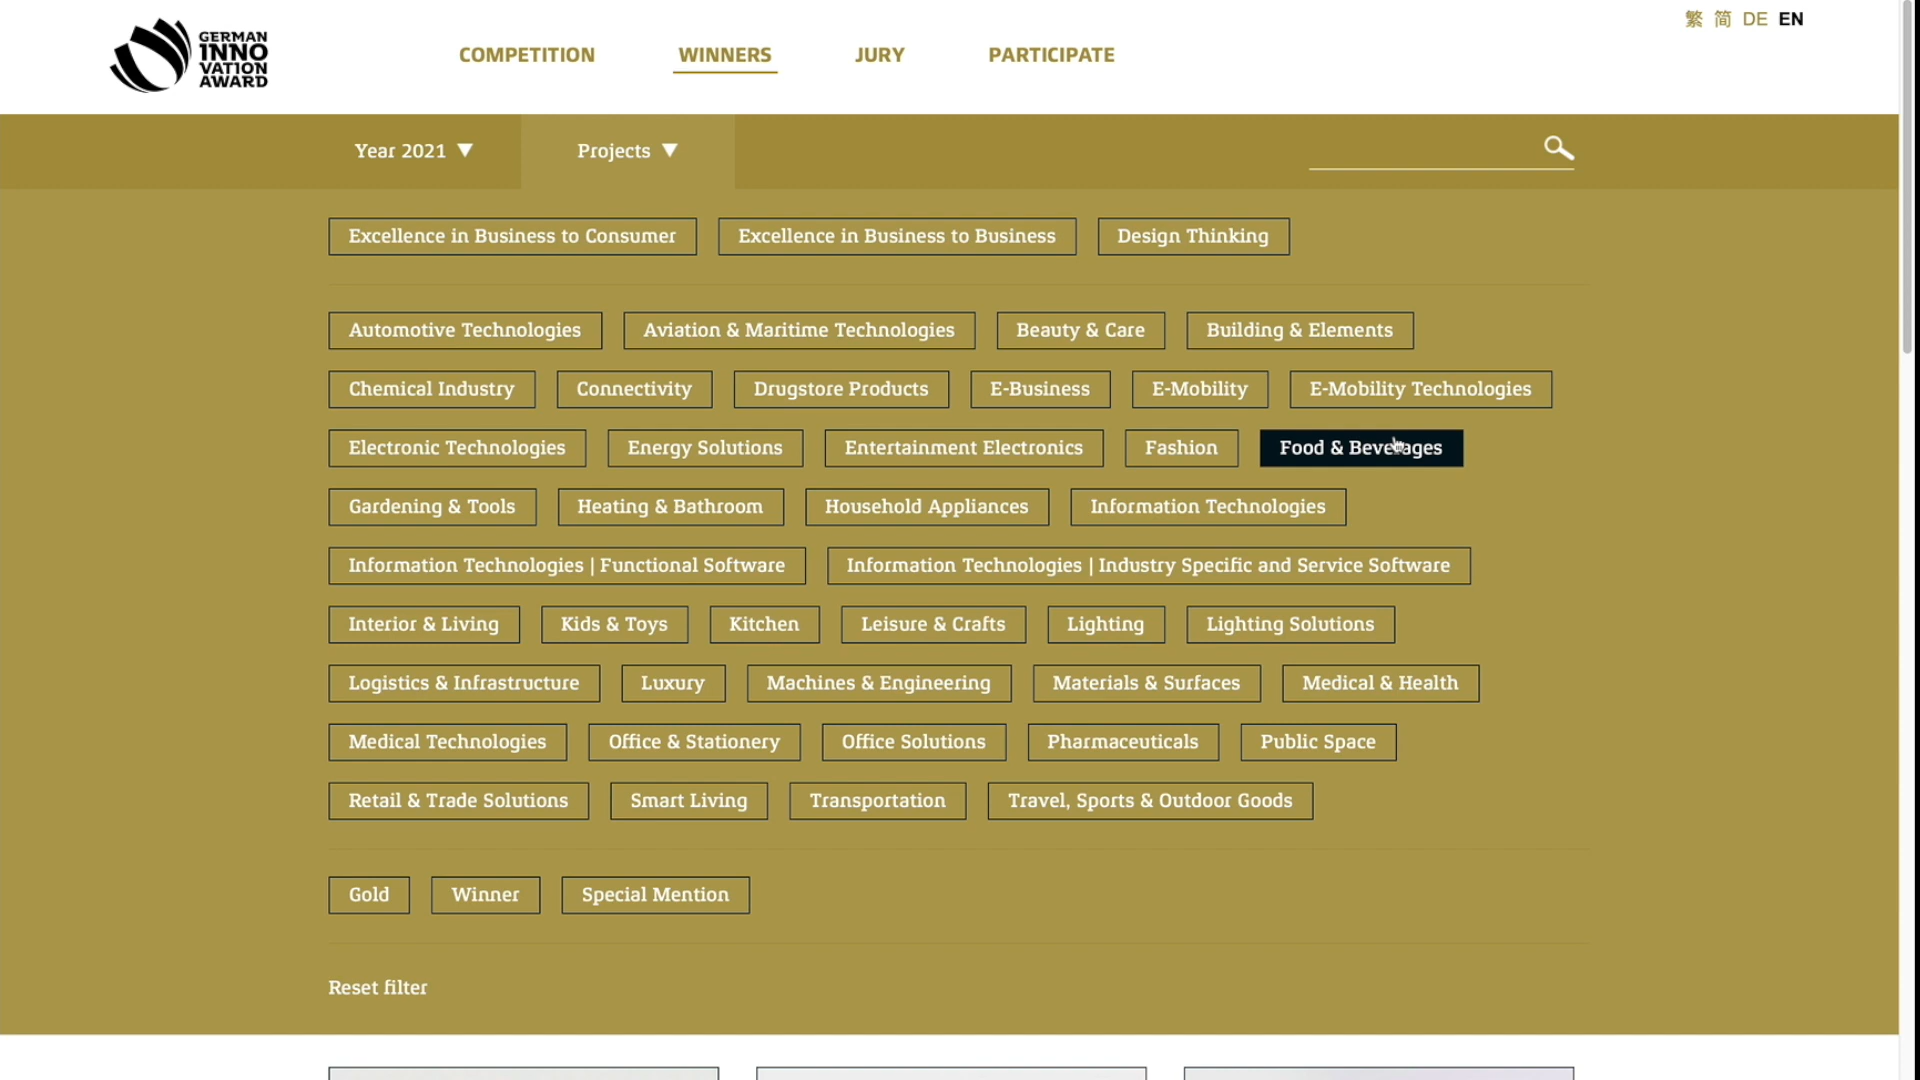 GERMAN
INNO
VATION
AWARD
COMPETITION
WINNERS
JURY
PARTICIPATE
繁 简 DE EN
Year 2021 ▼
Projects ▼
Excellence in Business to Consumer
Excellence in Business to Business
Design Thinking
Automotive Technologies
Aviation & Maritime Technologies
Beauty & Care
Building & Elements
Chemical Industry
Connectivity
Drugstore Products
E-Business
E-Mobility
E-Mobility Technologies
Electronic Technologies
Energy Solutions
Entertainment Electronics
Fashion
Food & Beverages
Gardening & Tools
Heating & Bathroom
Household Appliances
Information Technologies
Information Technologies | Functional Software
Information Technologies | Industry Specific and Service Software
Interior & Living
Kids & Toys
Kitchen
Leisure & Crafts
Lighting
Lighting Solutions
Logistics & Infrastructure
Luxury
Machines & Engineering
Materials & Surfaces
Medical & Health
Medical Technologies
Office & Stationery
Office Solutions
Pharmaceuticals
Public Space
Retail & Trade Solutions
Smart Living
Transportation
Travel, Sports & Outdoor Goods
Gold
Winner
Special Mention
Reset filter